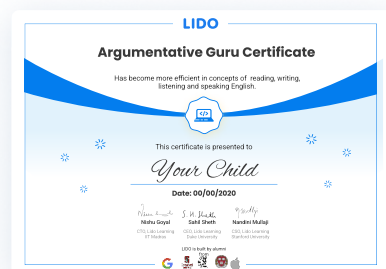 LIDO
Argumentative Guru Certificate
Has become more efficient in concepts of reading, writing,
listening and speaking English.
</>
This certificate is presented to
Your Child
Date: 00/00/2020
Nishu Goyal Sahil Sheth Nandini Mullaji
CTO, Lido Learning CEO, Lido Learning CSO, Lido Learning
IIT Madras Duke University Stanford University
LIDO is built by alumni
G